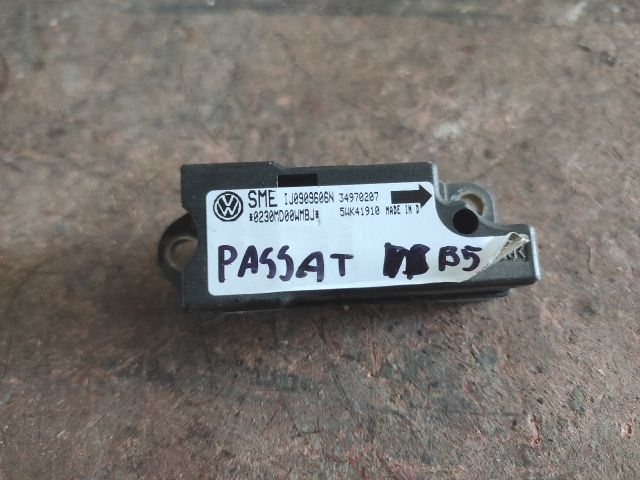 SME 1J0909606N 34970207
*0230MD00WMBJ* 5WK41910 MADE IN D
PASSAT B5